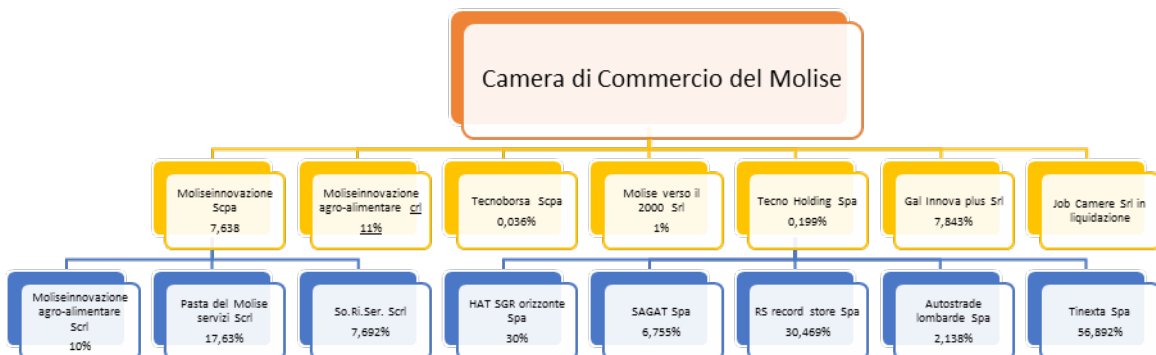 Camera di Commercio del Molise
Moliseinnovazione
Scpa
7,638
Moliseinnovazione
agro-alimentare crl
11%
Tecnoborsa Scpa
0,036%
Molise verso il
2000 Srl
1%
Tecno Holding Spa
0,199%
Gal Innova plus Srl
7,843%
Job Camere Srl in
liquidazione
Moliseinnovazione
agro-alimentare
Scrl
10%
Pasta del Molise
servizi Scrl
17,63%
So.Ri.Ser. Scrl
7,692%
HAT SGR orizzonte
Spa
30%
SAGAT Spa
6,755%
RS record store Spa
30,469%
Autostrade
lombarde Spa
2,138%
Tinexta Spa
56,892%